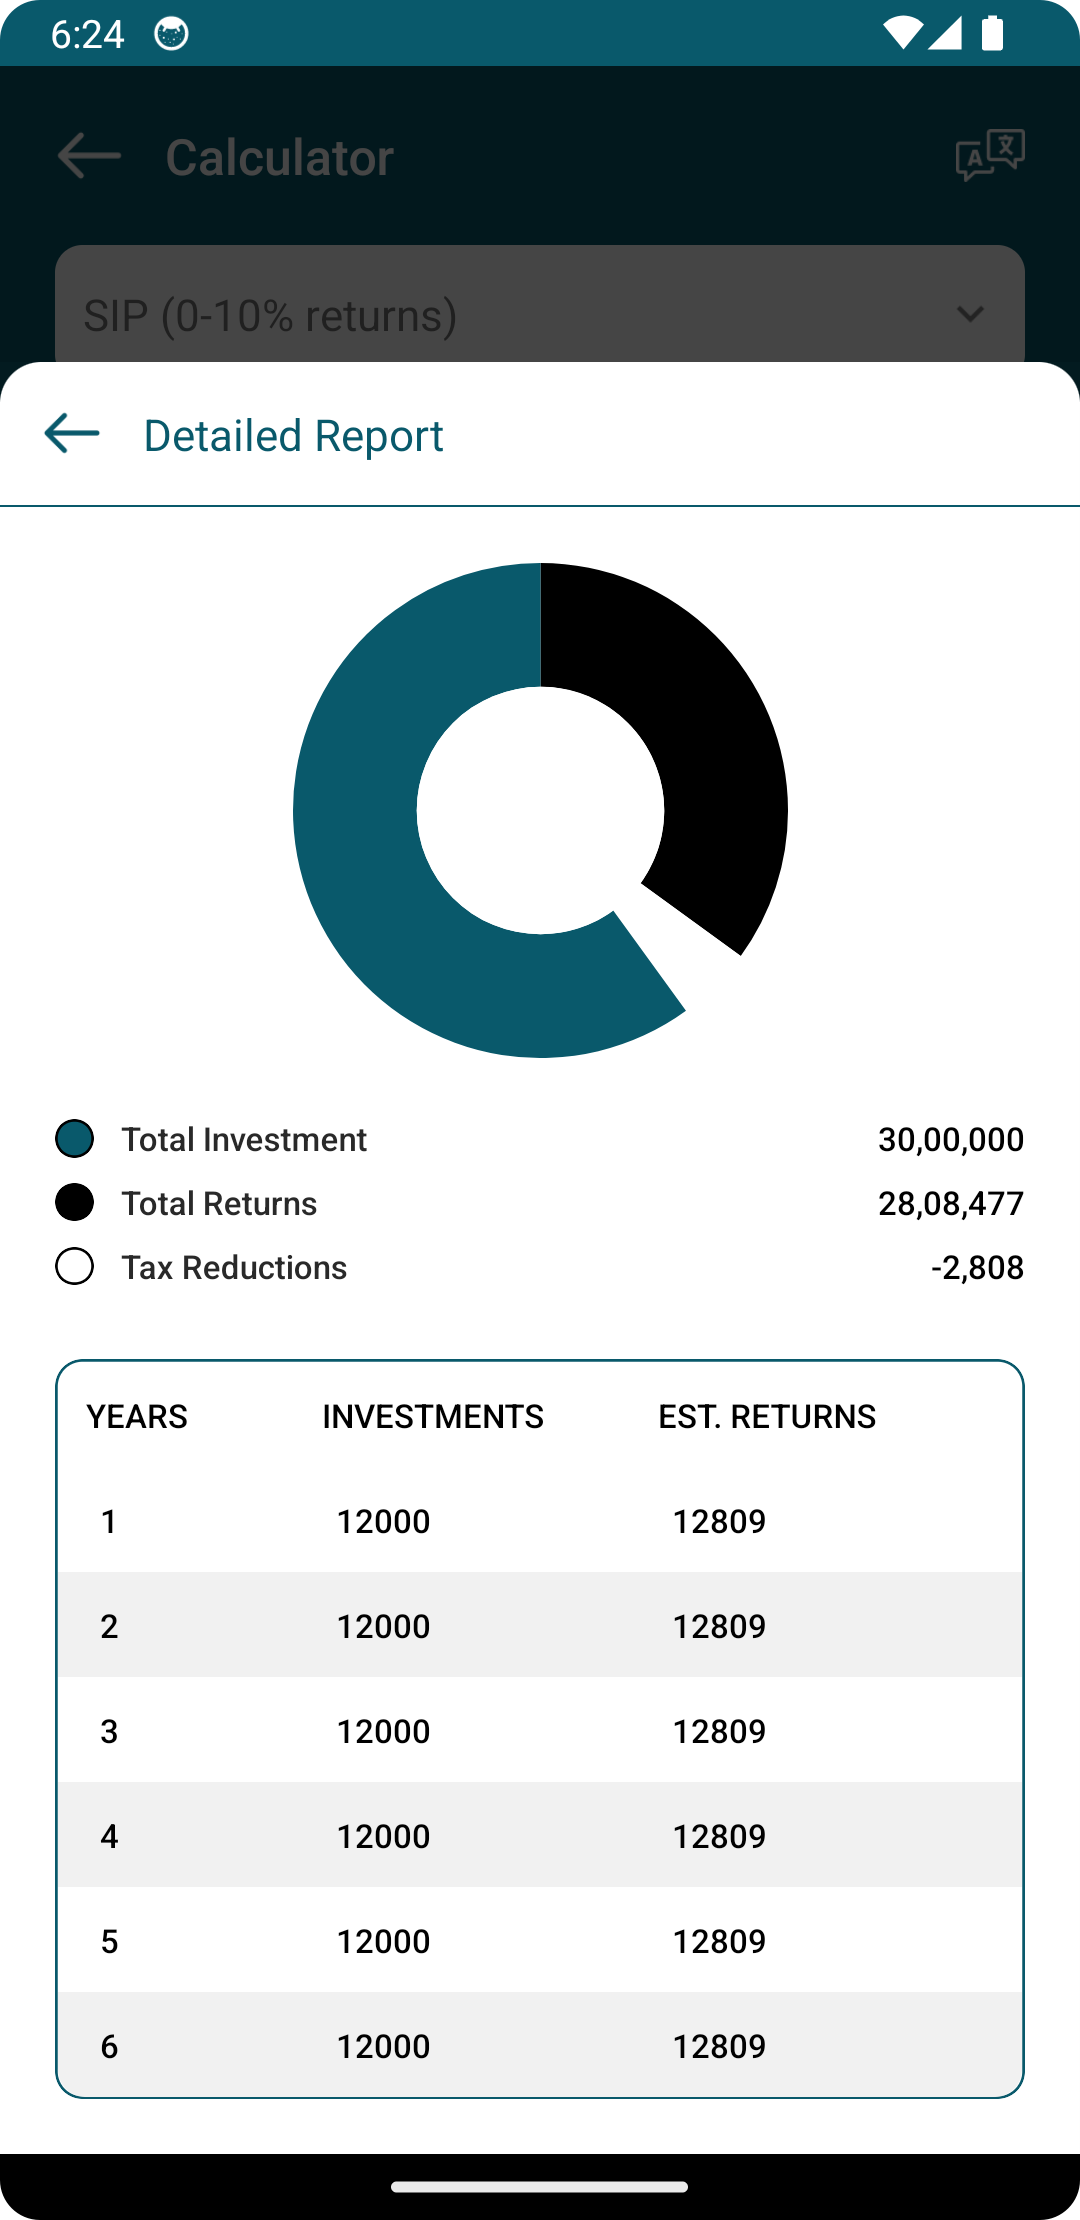 6:24
Calculator
A 文
SIP (0-10% returns)
Detailed Report
Total Investment 30,00,000
Total Returns 28,08,477
Tax Reductions -2,808
YEARS INVESTMENTS EST. RETURNS
1 12000 12809
2 12000 12809
3 12000 12809
4 12000 12809
5 12000 12809
6 12000 12809